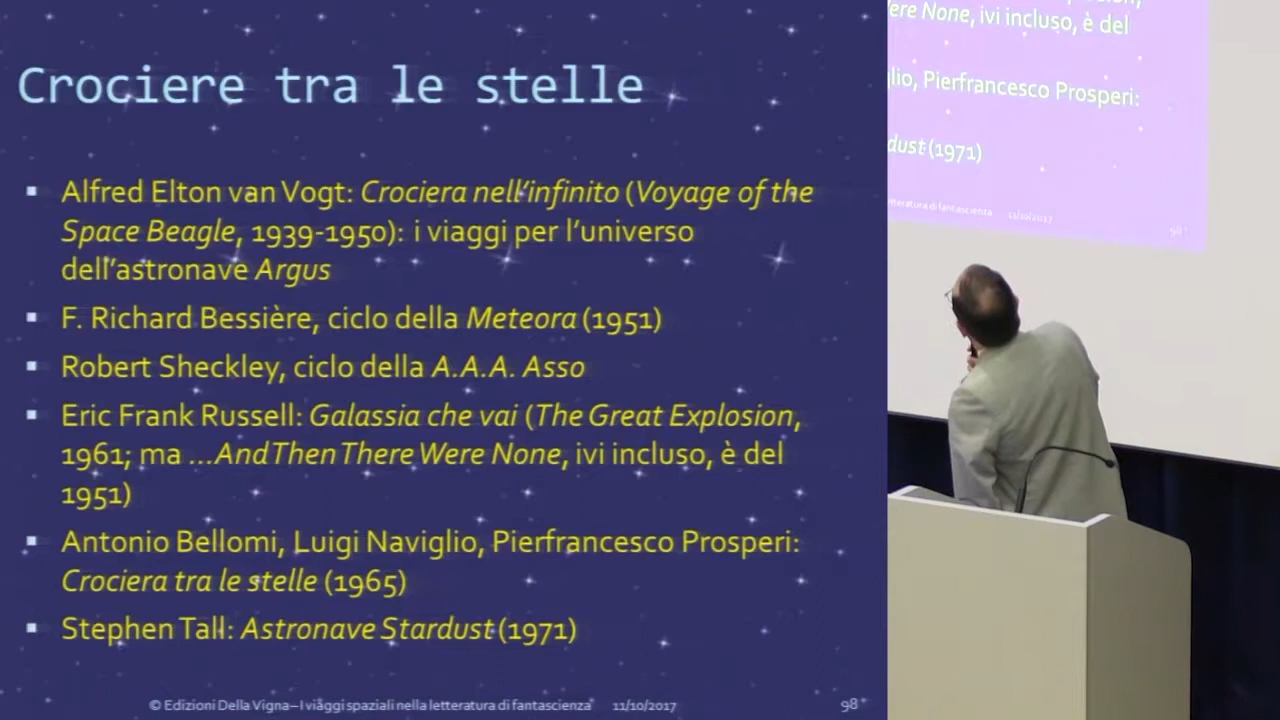 Crociere tra le stelle
Alfred Elton van Vogt: Crociera nell'infinito (Voyage of the
Space Beagle, 1939-1950): i viaggi per l'universo
dell'astronave Argus
F. Richard Bessière, ciclo della Meteora (1951)
Robert Sheckley, ciclo della A.A.A. Asso
Eric Frank Russell: Galassia che vai (The Great Explosion,
1961; ma ...And Then There Were None, ivi incluso, è del
1951)
Antonio Bellomi, Luigi Naviglio, Pierfrancesco Prosperi:
Crociera tra le stelle (1965)
Stephen Tall: Astronave Stardust (1971)
© Edizioni Della Vigna – I viaggi spaziali nella letteratura di fantascienza 11/10/2017 98
ere None, ivi incluso, è del
lio, Pierfrancesco Prosperi:
dust (1971)
etteratura di fantascienza 11/10/2017 98